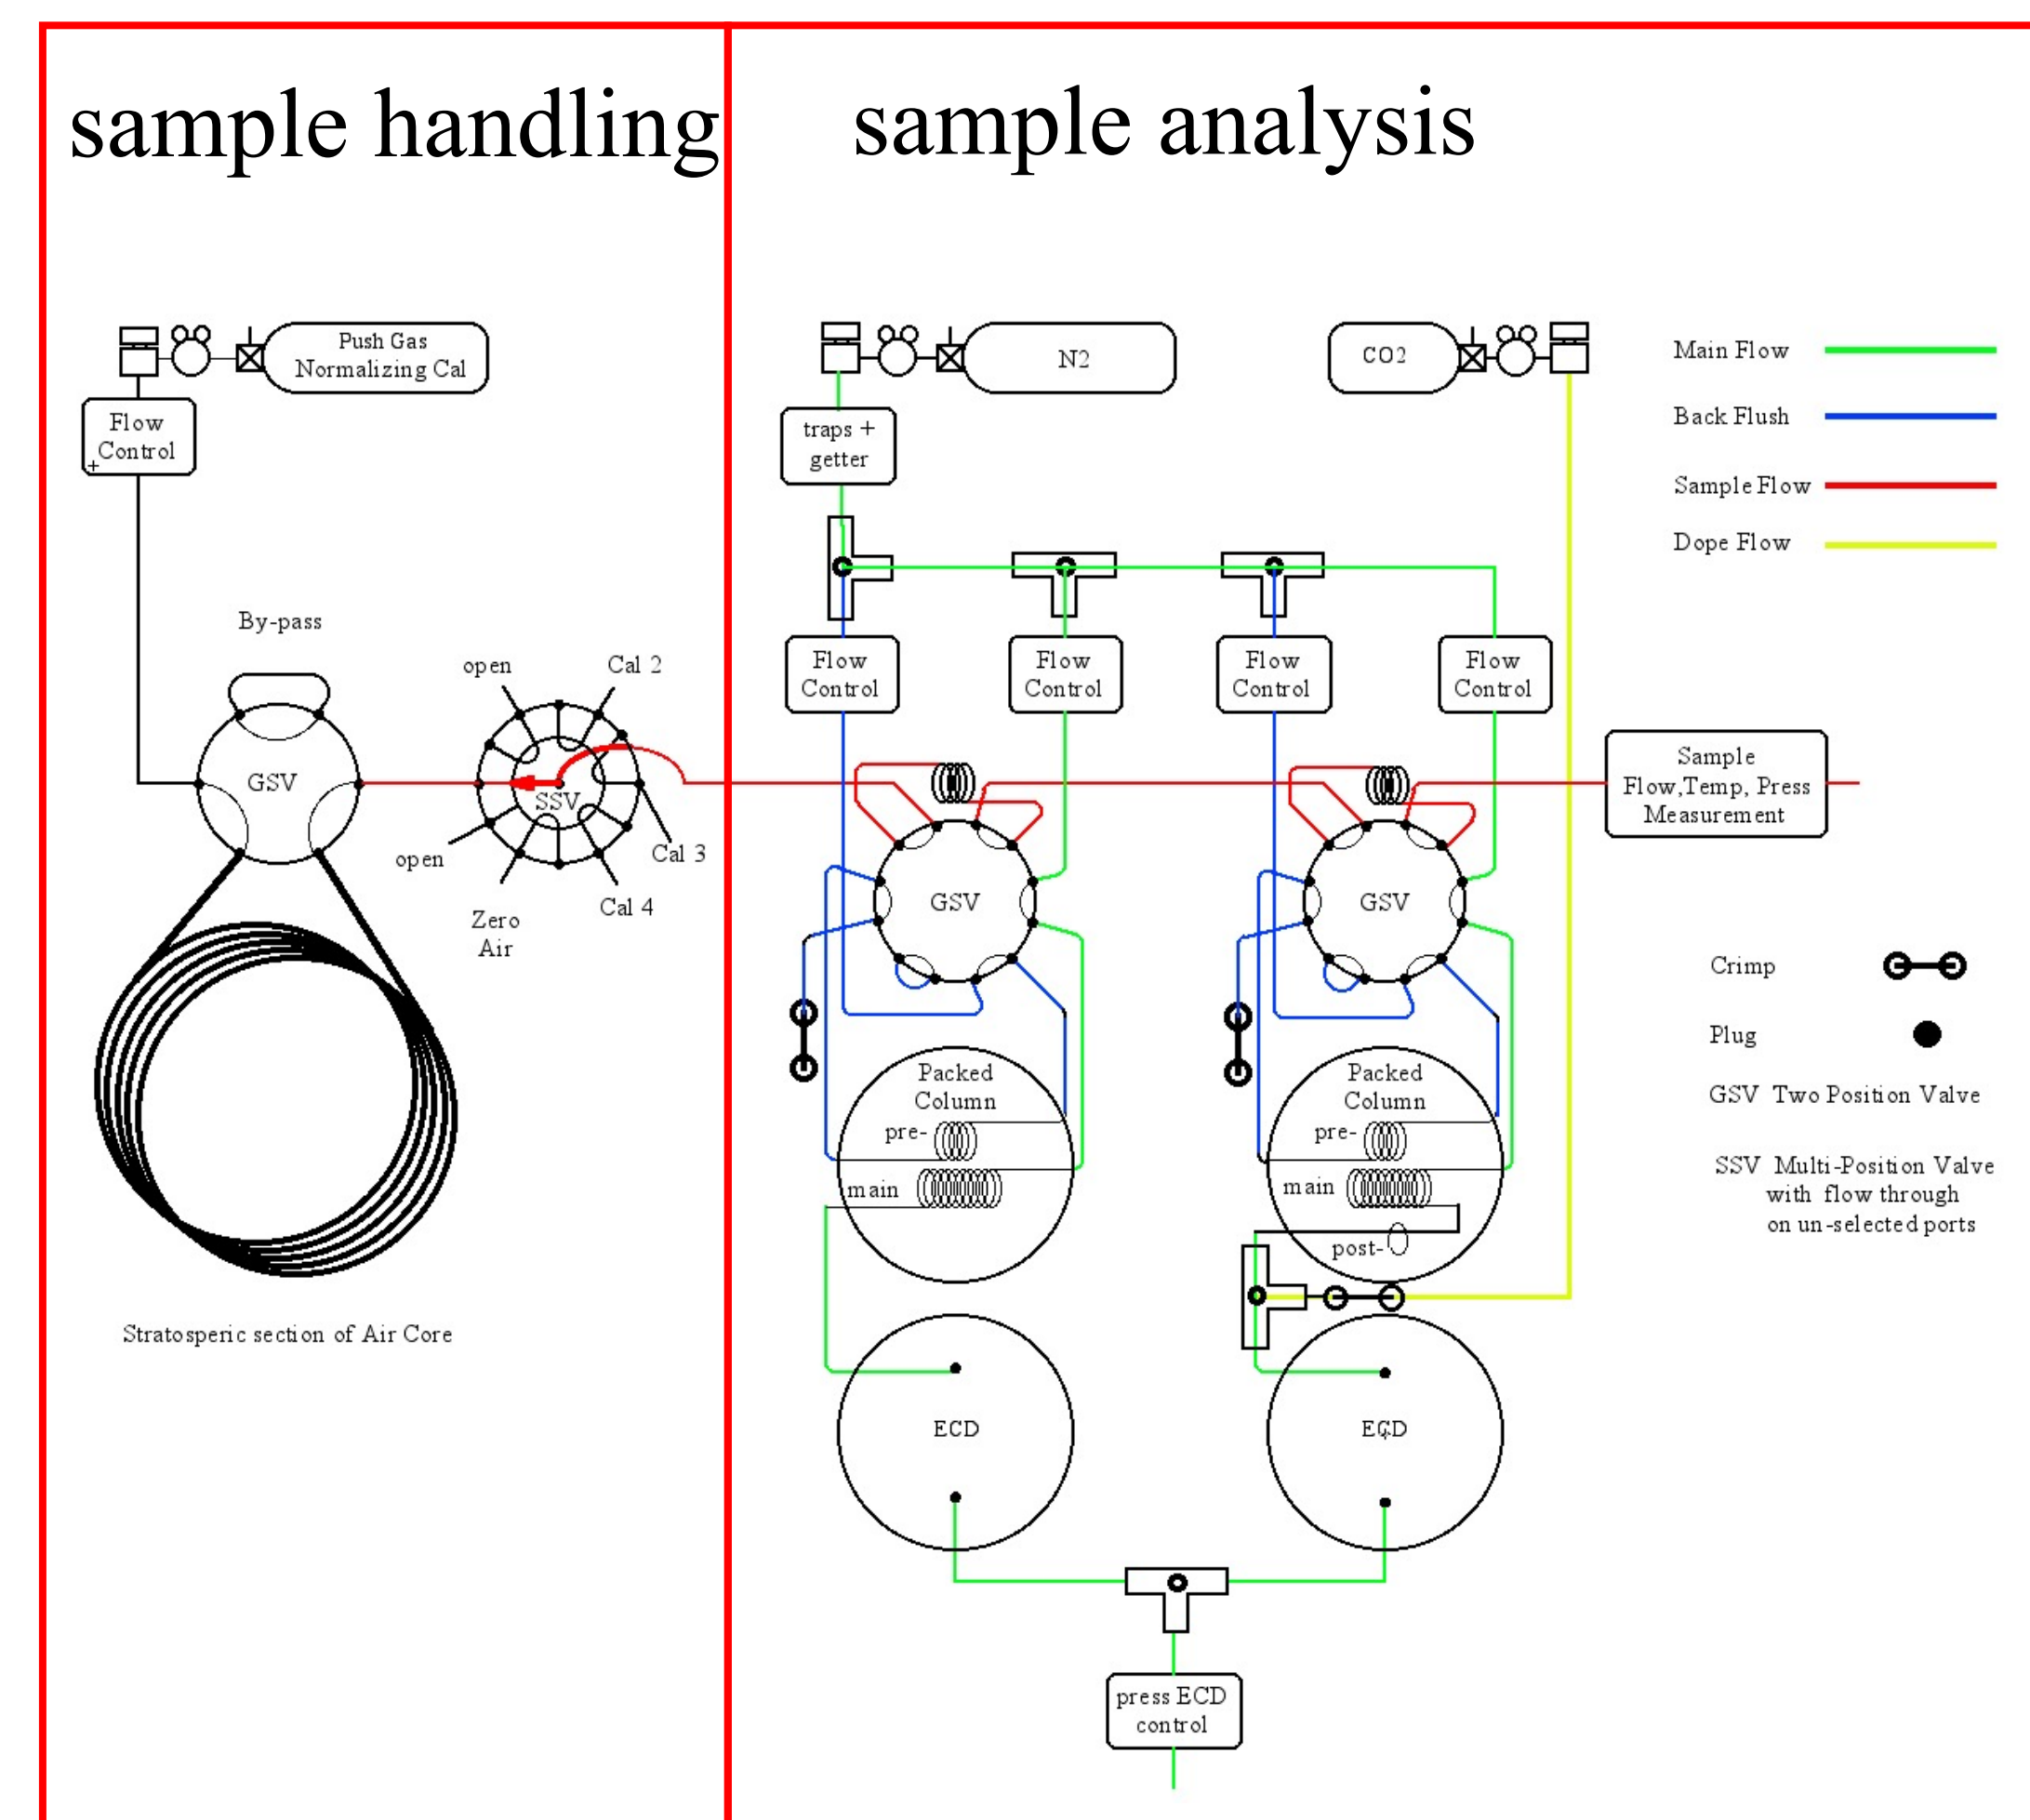 sample handling
sample analysis
Push Gas
Normalizing Cal
Flow
Control
+
By-pass
GSV
open
Cal 2
SSV
open
Cal 3
Cal 4
Zero
Air
Stratosperic section of Air Core
N2
CO2
traps +
getter
Flow
Control
Flow
Control
Flow
Control
Flow
Control
GSV
GSV
Sample
Flow,Temp, Press
Measurement
Packed
Column
pre-
main
Packed
Column
pre-
main
post-
ECD
ECD
press ECD
control
Main Flow
Back Flush
Sample Flow
Dope Flow
Crimp
Plug
GSV Two Position Valve
SSV Multi-Position Valve
with flow through
on un-selected ports